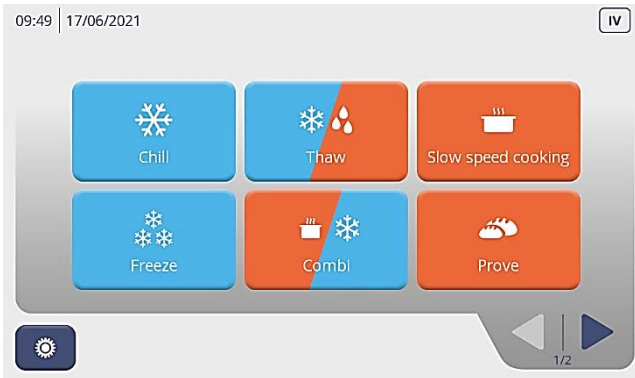 09:49 17/06/2021
IV
Chill
Thaw
Slow speed cooking
Freeze
Combi
Prove
1/2